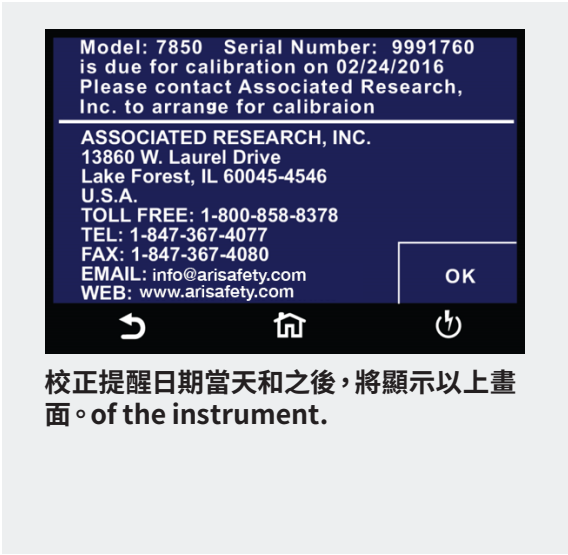 Model: 7850 Serial Number: 9991760
is due for calibration on 02/24/2016
Please contact Associated Research,
Inc. to arrange for calibraion
ASSOCIATED RESEARCH, INC.
13860 W. Laurel Drive
Lake Forest, IL 60045-4546
U.S.A.
TOLL FREE: 1-800-858-8378
TEL: 1-847-367-4077
FAX: 1-847-367-4080
EMAIL: info@arisafety.com
WEB: www.arisafety.com
OK
校正提醒日期當天和之後，將顯示以上畫
面。of the instrument.